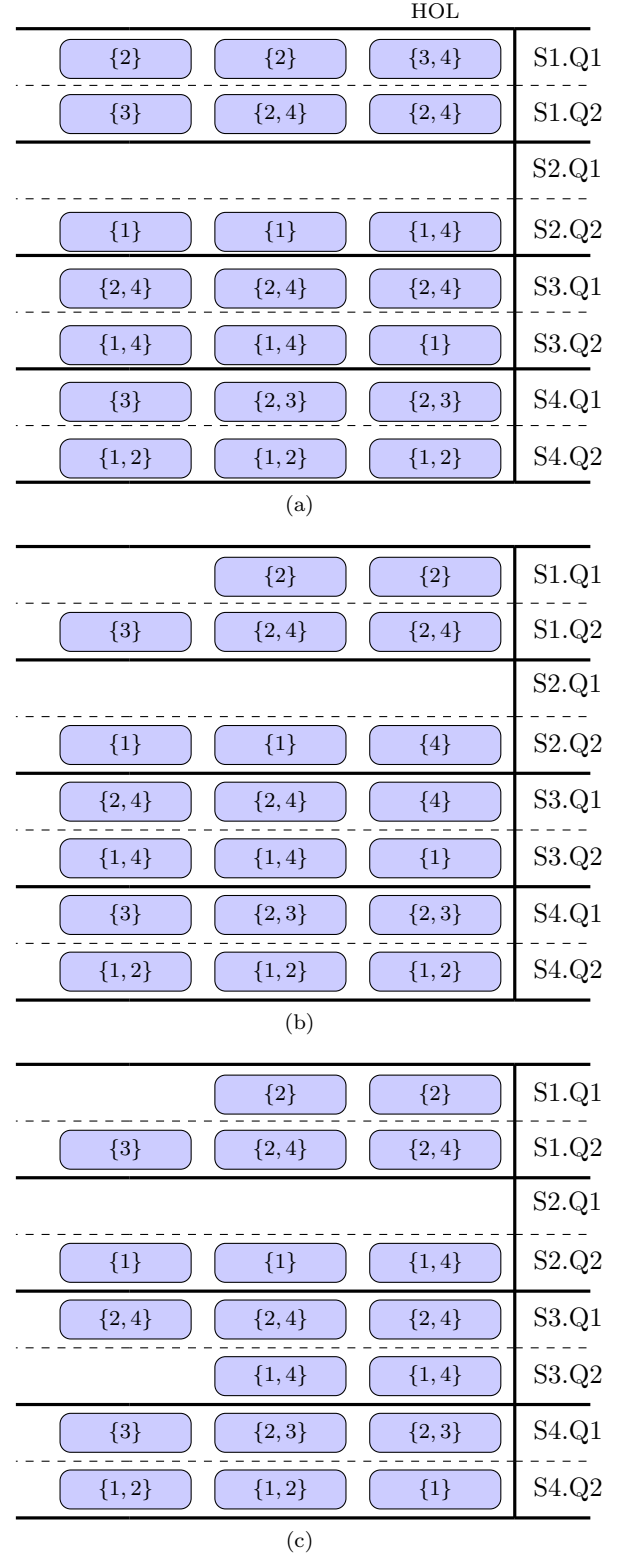 HOL
{2} {2} {3, 4} S1.Q1
{3} {2, 4} {2, 4} S1.Q2
S2.Q1
{1} {1} {1, 4} S2.Q2
{2, 4} {2, 4} {2, 4} S3.Q1
{1, 4} {1, 4} {1} S3.Q2
{3} {2, 3} {2, 3} S4.Q1
{1, 2} {1, 2} {1, 2} S4.Q2
(a)
{2} {2} S1.Q1
{3} {2, 4} {2, 4} S1.Q2
S2.Q1
{1} {1} {4} S2.Q2
{2, 4} {2, 4} {4} S3.Q1
{1, 4} {1, 4} {1} S3.Q2
{3} {2, 3} {2, 3} S4.Q1
{1, 2} {1, 2} {1, 2} S4.Q2
(b)
{2} {2} S1.Q1
{3} {2, 4} {2, 4} S1.Q2
S2.Q1
{1} {1} {1, 4} S2.Q2
{2, 4} {2, 4} {2, 4} S3.Q1
{1, 4} {1, 4} S3.Q2
{3} {2, 3} {2, 3} S4.Q1
{1, 2} {1, 2} {1} S4.Q2
(c)